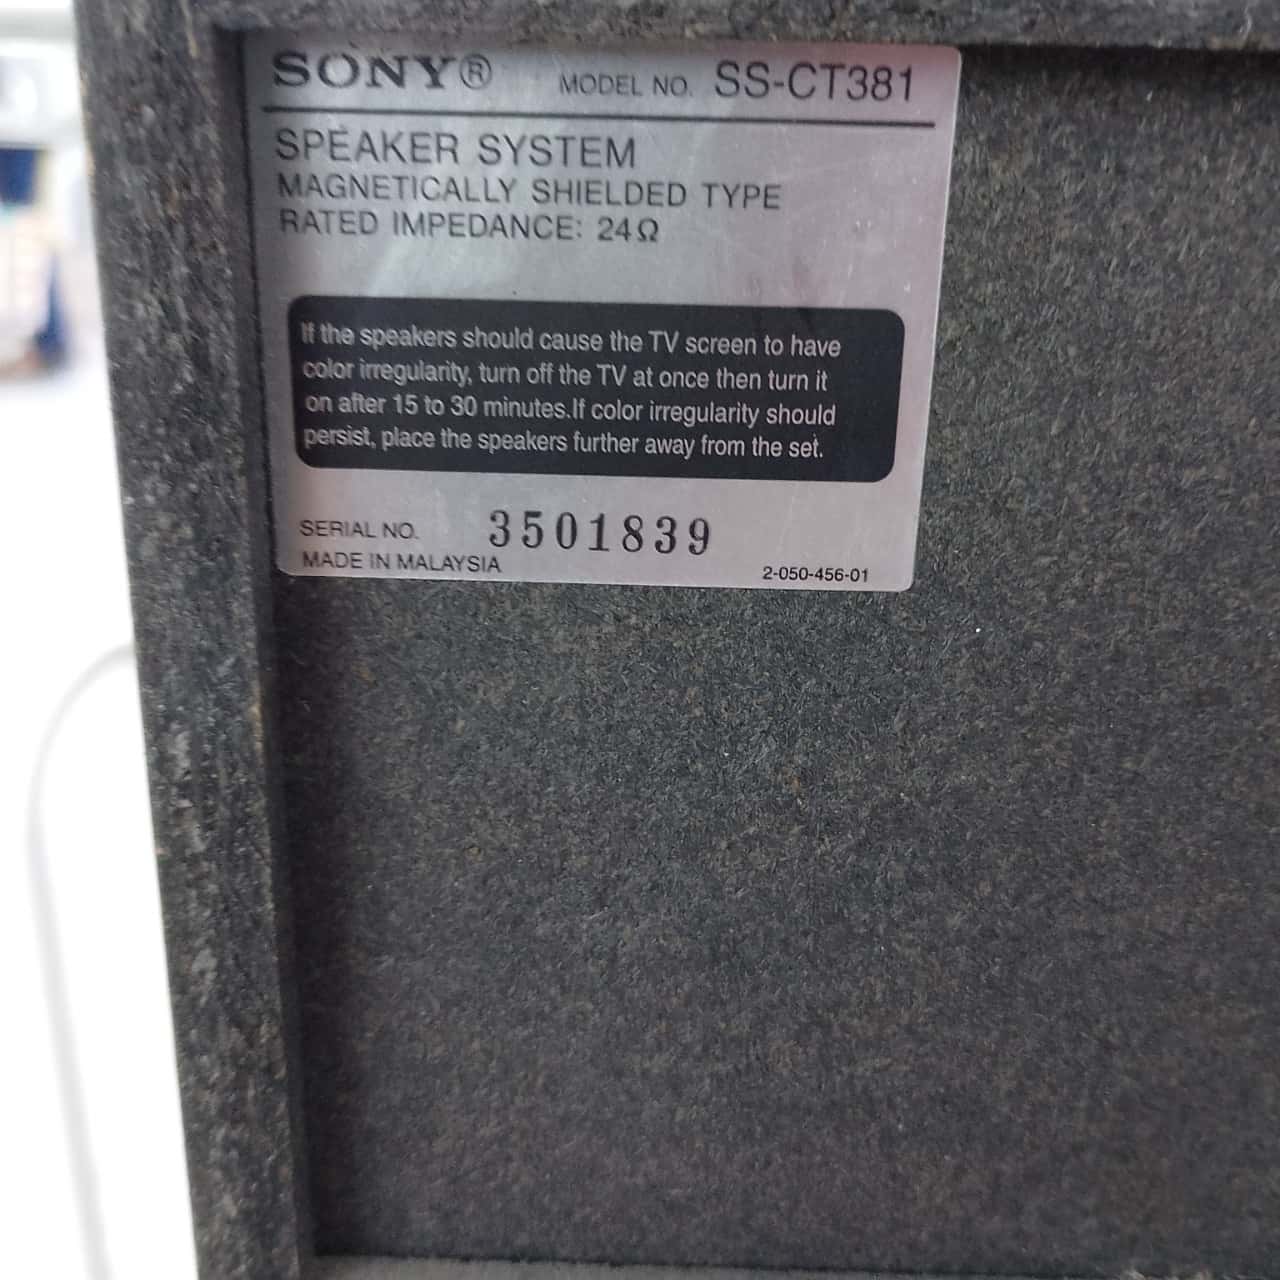 SONY® MODEL NO. SS-CT381
SPEAKER SYSTEM
MAGNETICALLY SHIELDED TYPE
RATED IMPEDANCE: 24Ω
If the speakers should cause the TV screen to have
color irregularity, turn off the TV at once then turn it
on after 15 to 30 minutes.If color irregularity should
persist, place the speakers further away from the set.
SERIAL NO. 3501839
MADE IN MALAYSIA
2-050-456-01